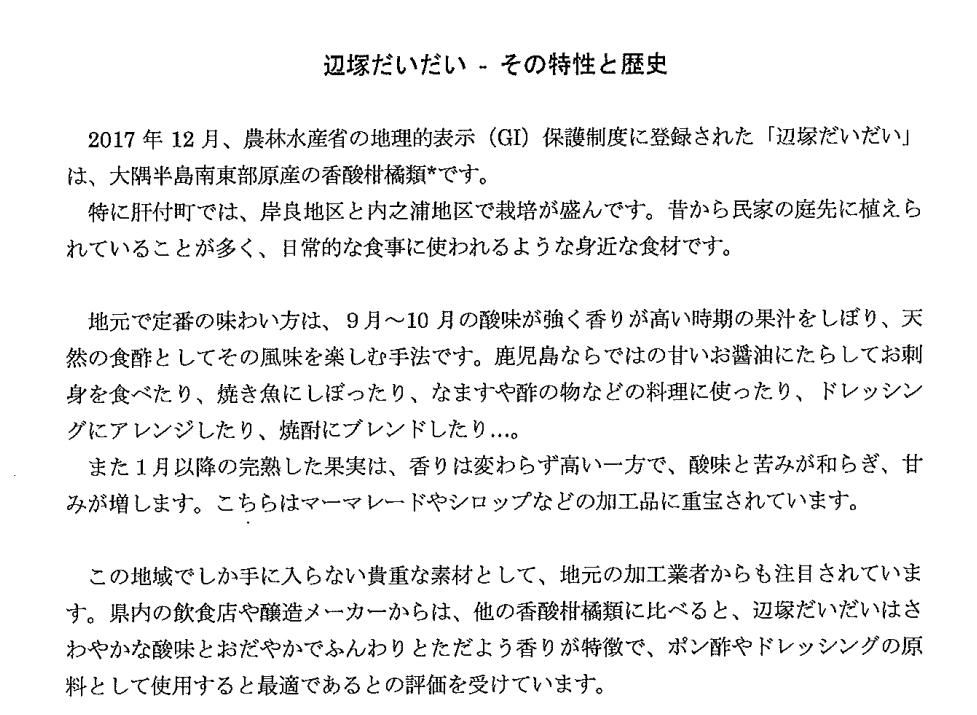 辺塚だいだい - その特性と歴史
2017 年 12 月、農林水産省の地理的表示（GI）保護制度に登録された「辺塚だいだい」
は、大隅半島南東部原産の香酸柑橘類*です。
特に肝付町では、岸良地区と内之浦地区で栽培が盛んです。昔から民家の庭先に植えら
れていることが多く、日常的な食事に使われるような身近な食材です。
地元で定番の味わい方は、９月～10 月の酸味が強く香りが高い時期の果汁をしぼり、天
然の食酢としてその風味を楽しむ手法です。鹿児島ならではの甘いお醤油にたらしてお刺
身を食べたり、焼き魚にしぼったり、なますや酢の物などの料理に使ったり、ドレッシン
グにアレンジしたり、焼酎にブレンドしたり…。
また１月以降の完熟した果実は、香りは変わらず高い一方で、酸味と苦みが和らぎ、甘
みが増します。こちらはマーマレードやシロップなどの加工品に重宝されています。
この地域でしか手に入らない貴重な素材として、地元の加工業者からも注目されていま
す。県内の飲食店や醸造メーカーからは、他の香酸柑橘類に比べると、辺塚だいだいはさ
わやかな酸味とおだやかでふんわりとただよう香りが特徴で、ポン酢やドレッシングの原
料として使用すると最適であるとの評価を受けています。